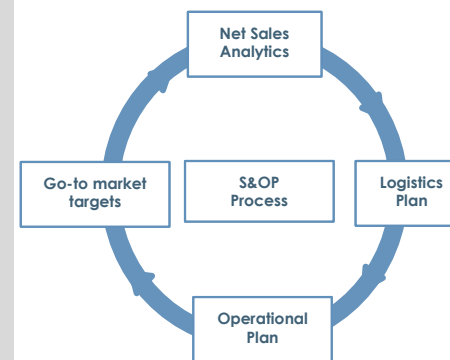 Net Sales
Analytics
Go-to market
targets
S&OP
Process
Logistics
Plan
Operational
Plan